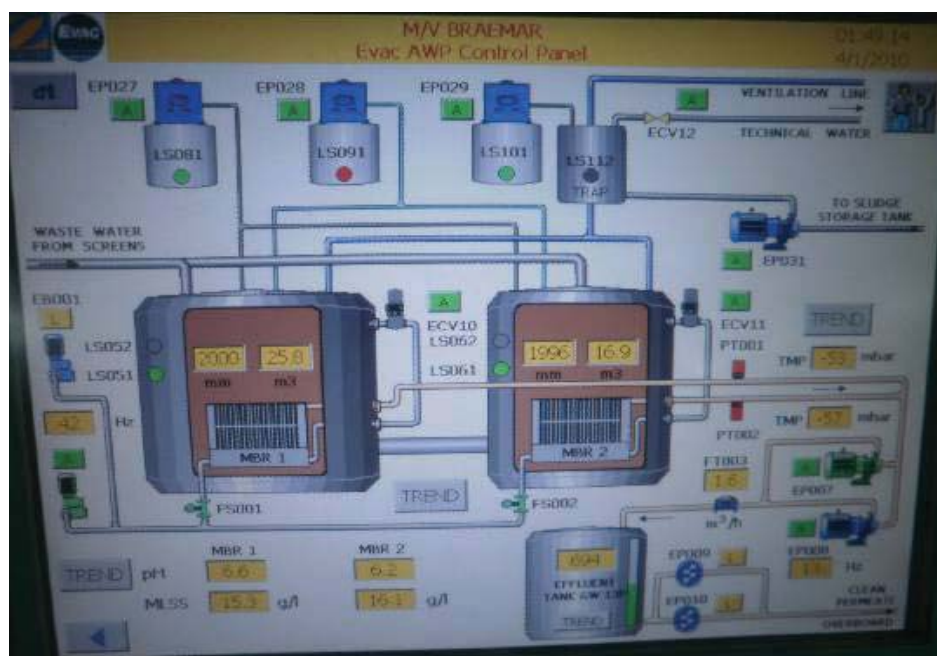 EVAC
M/V BRAEMAR
Evac AWP Control Panel
01:49:14
4/1/2010
EP027
A
EP028
A
EP029
A
A
VENTILATION LINE
ECV12
TECHNICAL WATER
LS081
LS091
LS101
LS112
TRAP
TO SLUDGE
STORAGE TANK
WASTE WATER
FROM SCREENS
A
EP031
EB001
L
A
ECV10
A
ECV11
TREND
LS052
LS062
PT001
LS051
LS061
2000
25.8
mm
m3
1996
16.9
mm
m3
TMP
-53
mbar
42
Hz
TMP
-57
mbar
PT002
MBR 1
MBR 2
FT003
1.6
m³/h
A
EP007
TREND
FS001
FS002
A
EP008
Hz
MBR 1
MBR 2
TREND
pH
6.6
6.2
MLSS
15.3
g/l
16.1
g/l
694
EFFLUENT
TREND
EP009
EP010
CLEAN
PERMEATE
OVERBOARD